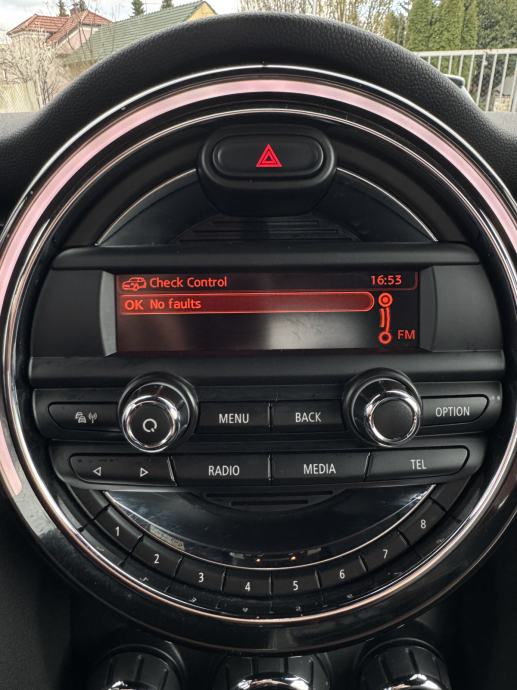 Check Control 16:53
OK No faults
FM
MENU BACK OPTION
RADIO MEDIA TEL
1 2 3 4 5 6 7 8